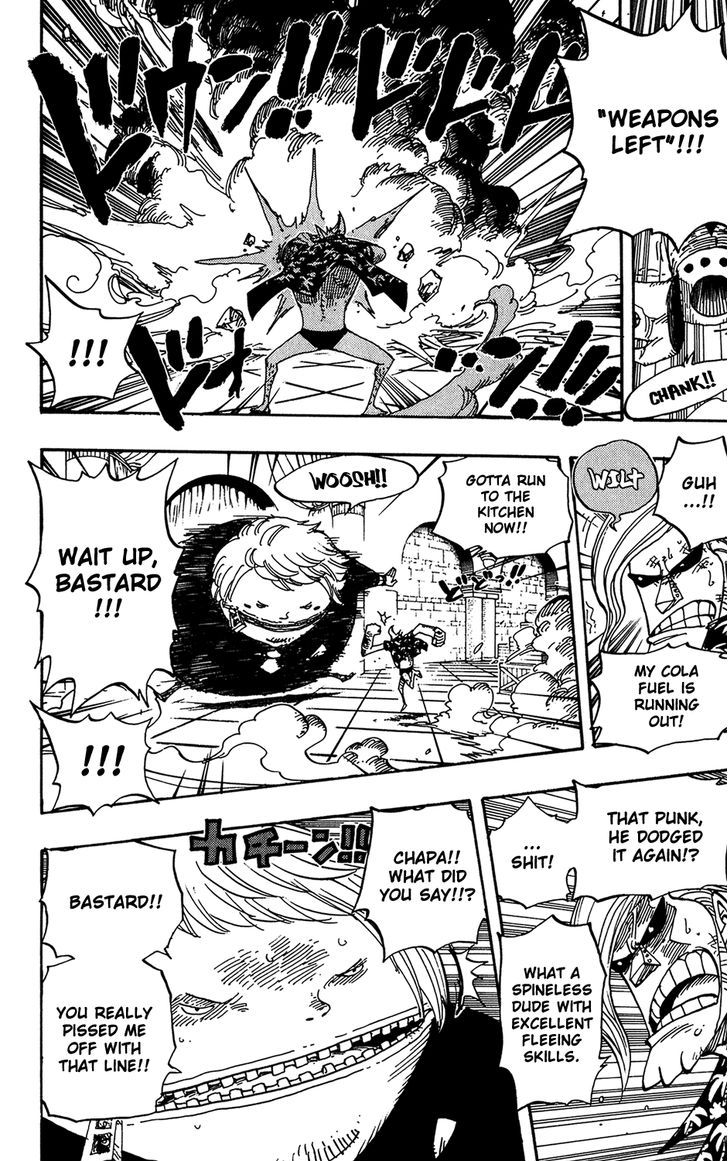 "WEAPONS
LEFT"!!!
CHANK!!
ドゥン!!
ドドドド
ドォ
ン!!!
!!!
GUH
...!!
WILT
MY COLA
FUEL IS
RUNNING
OUT!
GOTTA RUN
TO THE
KITCHEN
NOW!!
WOOSH!!
WAIT UP,
BASTARD
!!!
!!!
THAT PUNK,
HE DODGED
IT AGAIN!?
...
SHIT!
WHAT A
SPINELESS
DUDE WITH
EXCELLENT
FLEEING
SKILLS.
CHAPA!!
WHAT DID
YOU SAY!!?
カチーン!!
BASTARD!!
YOU REALLY
PISSED ME
OFF WITH
THAT LINE!!